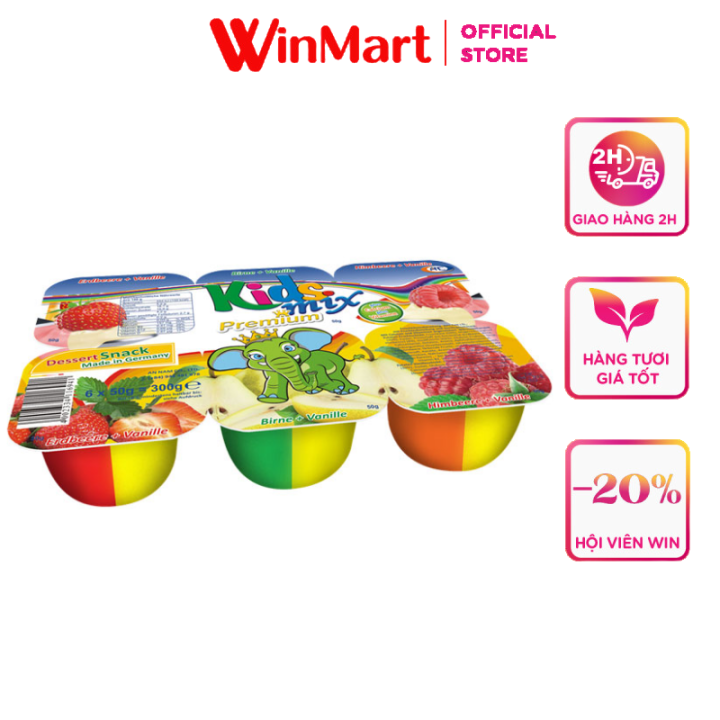 WinMart
OFFICIAL
STORE
2H
GIAO HÀNG 2H
HÀNG TƯƠI
GIÁ TỐT
-20%
HỘI VIÊN WIN
Erdbeere + Vanille
Birne + Vanille
Himbeere + Vanille
Kids
mix
Premium
Dessert Snack
Made in Germany
6 x 50g = 300g e
Erdbeere + Vanille
Birne + Vanille
50g
Himbeere + Vanille